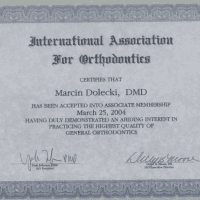 International Association
For Orthodontics
CERTIFIES THAT
Marcin Dolecki, DMD
HAS BEEN ACCEPTED INTO ASSOCIATE MEMBERSHIP
March 25, 2004
HAVING DULY DEMONSTRATED AN ABIDING INTEREST IN
PRACTICING THE HIGHEST QUALITY OF
GENERAL ORTHODONTICS